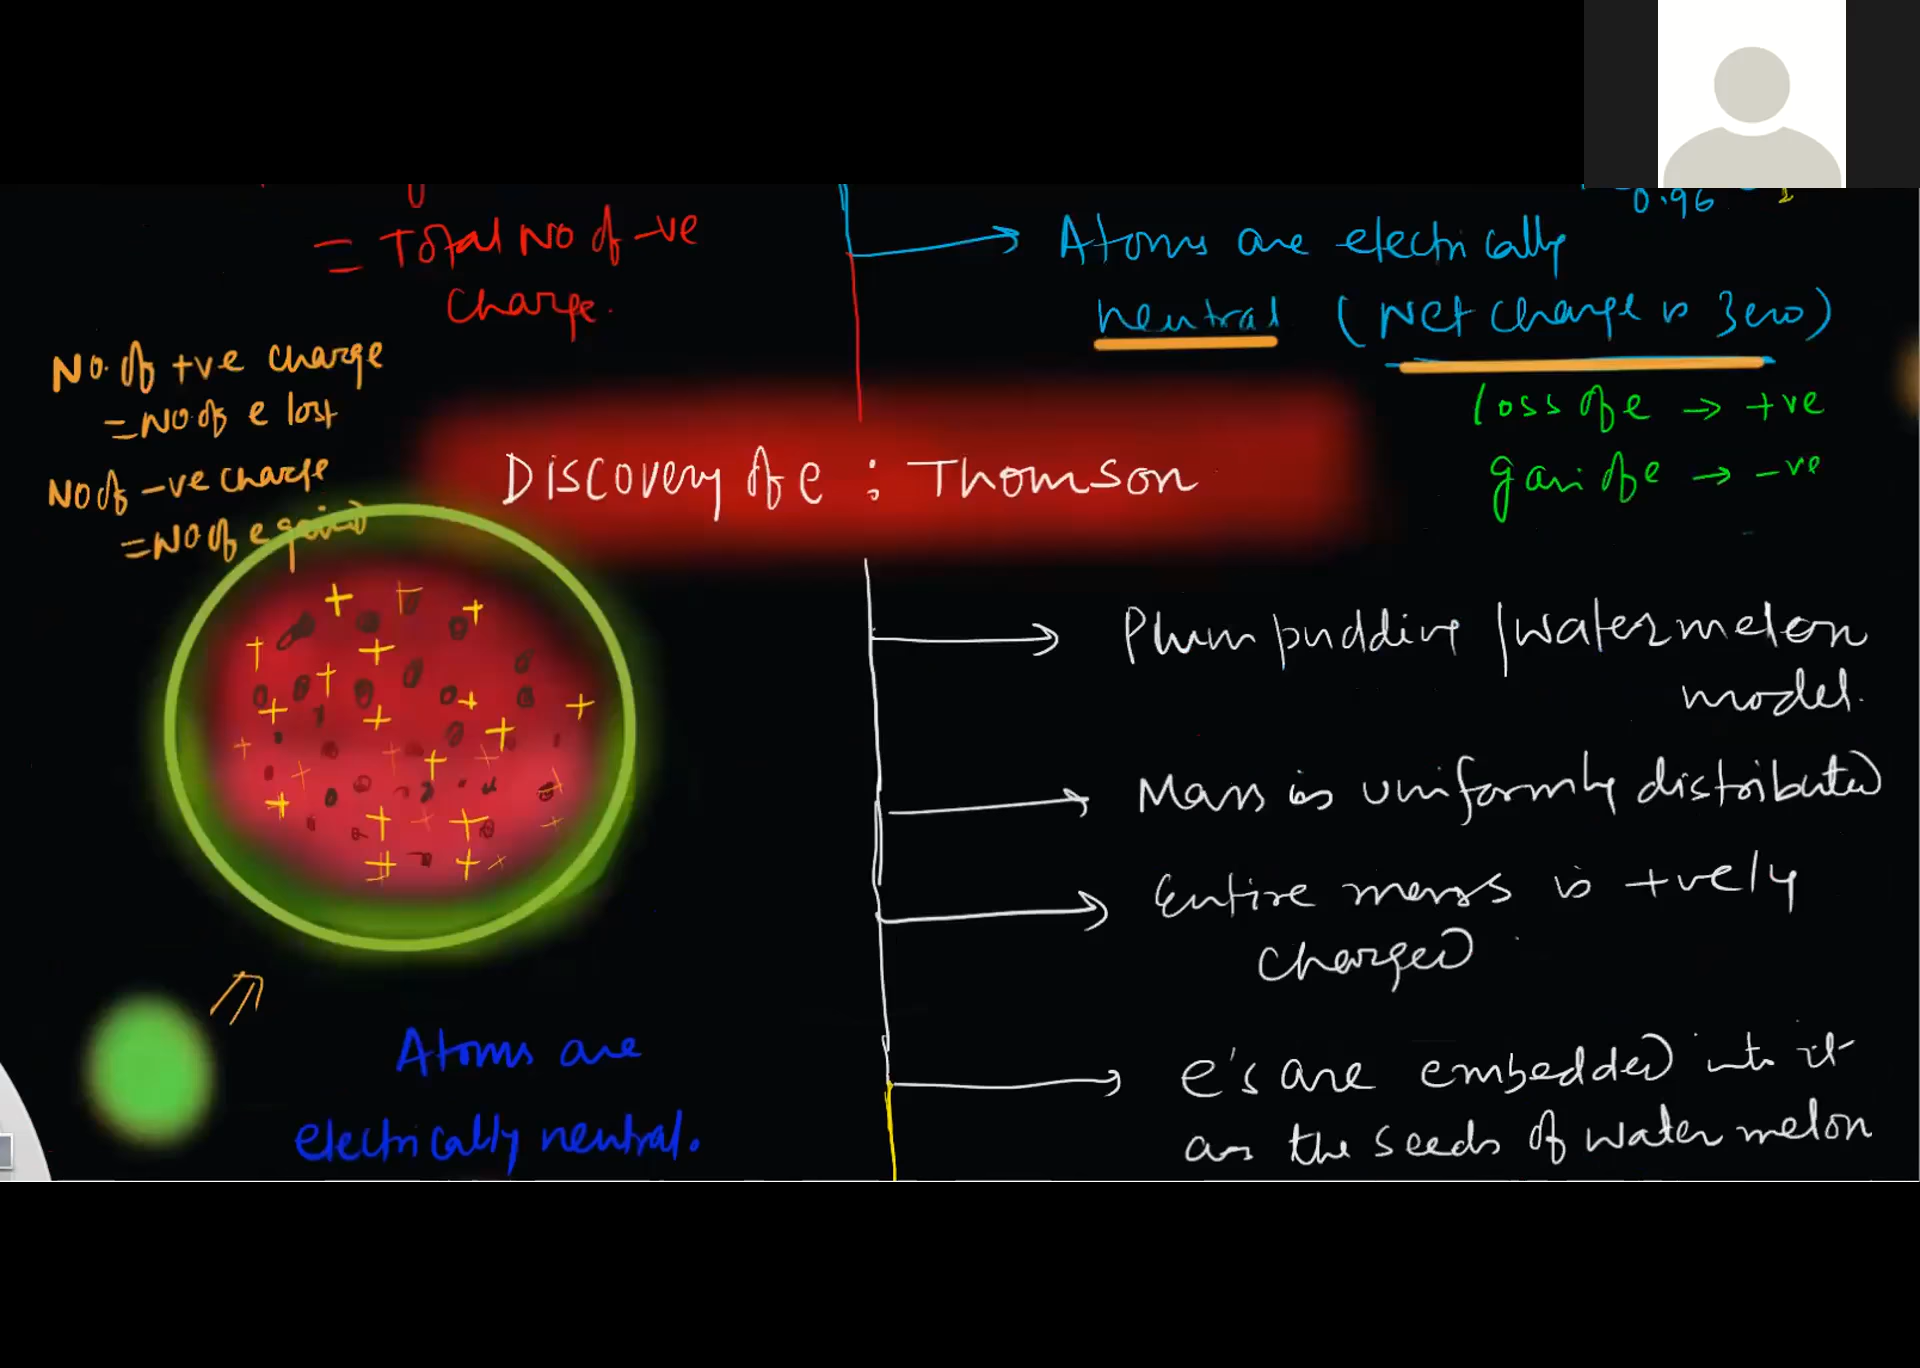 = Total No of -ve
charge.
0.96
Atoms are electrically
neutral (Net charge is zero)
No. of +ve charge
= No. of e lost
No of -ve charge
= No of e gained
loss of e → +ve
gain of e → -ve
Discovery of e : Thomson
Plum pudding / watermelon
model.
Mass is uniformly distributed
Entire mass is +vely
charged
e's are embedded into it
as the seeds of watermelon
Atoms are
electrically neutral.